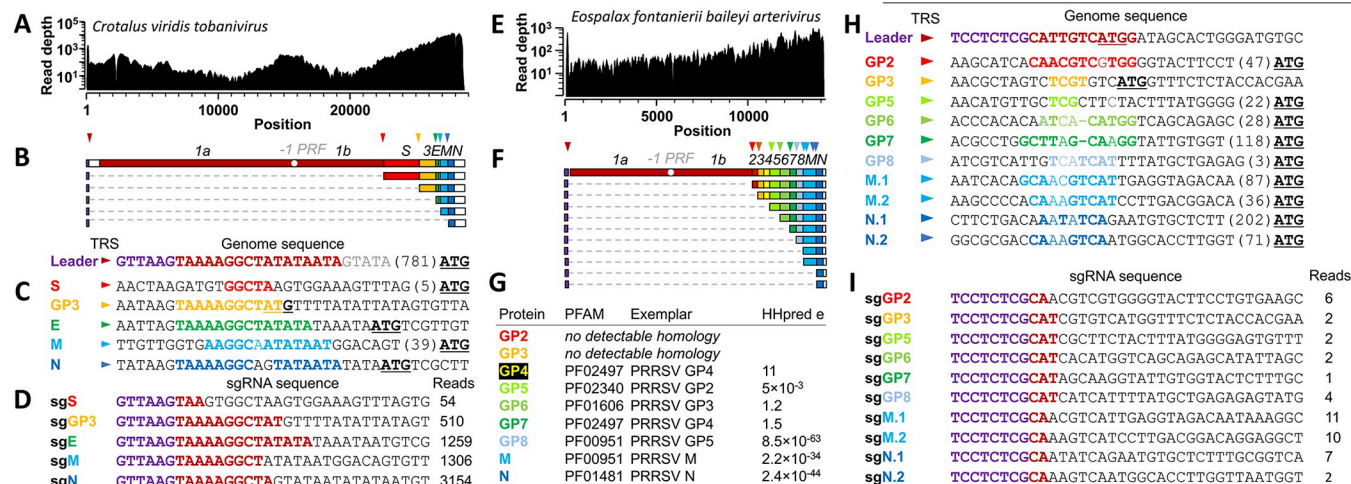 A
Crotalus viridis tobanivirus
Read depth
10⁵
10³
10¹
1
10000
20000
Position
B
1a
-1 PRF
1b
S
3EMN
TRS
Genome sequence
Leader GTTAAGTAAAAGGCTATATAATAGTATA(781)ATG
C
S AACTAAGATGTGGCTAAGTGGAAAGTTTAG(5)ATG
GP3 AAGTAGTAAAAGGCTATGTTTTATATTATAGTGTTA
E AATTAGTAAAAGGCTATATATAAATAATGTCGTTGT
M TTGTTGGTGAAGGCAATATAATGGACAGT(39)ATG
N TATAAGTAAAAGGCAGTATAATATATAATGTCGCTT
D
sgRNA sequence
Reads
sgS GTTAAGTAAGTGGCTAAGTGGAAAGTTTAGTG 54
sgGP3 GTTAAGTAAAAGGCTATGTTTTATATTATAGT 510
sgE GTTAAGTAAAAGGCTATATATAAATAATGTCG 1259
sgM GTTAAGTAAAAGGCTATATAATGGACAGTGTT 1306
sgN GTTAAGTAAAAGGCTAGTATAATATATAATGT 3154
E
Eospalax fontanierii baileyi arterivirus
Read depth
10³
10²
10¹
1
5000
10000
Position
F
1a
-1 PRF
1b
2345678MN
G
Protein PFAM Exemplar HHpred e
GP2 no detectable homology
GP3 no detectable homology
GP4 PF02497 PRRSV GP4 11
GP5 PF02340 PRRSV GP2 5×10⁻³
GP6 PF01606 PRRSV GP3 1.2
GP7 PF02497 PRRSV GP4 1.5
GP8 PF00951 PRRSV GP5 8.5×10⁻⁶³
M PF00951 PRRSV M 2.2×10⁻³⁴
N PF01481 PRRSV N 2.4×10⁻⁴⁴
H
TRS
Genome sequence
Leader TCCTCTCGCATTGTCATGGATAGCACTGGGATGTGC
GP2 AAGCATCACAACGTCGTGGGGTACTTCCT(47)ATG
GP3 AACGCTAGTCTCGTGTCATGGTTTCTCTACCACGAA
GP5 AACATGTTGCTCGCTTCTACTTTATGGGG(22)ATG
GP6 ACCCACACAATCA-CATGGTCAGCAGAGC(28)ATG
GP7 ACGCCTGGCTTAG-CAAGGTATTGTGGTA(118)ATG
GP8 ATCGTCATTGTCATCATTTTATGCTGAGAG(3)ATG
M.1 AATCACAGCAACGTCATTGAGGTAGACAA(87)ATG
M.2 AAGCCCCACAAAGTCATCCTTGACGGACA(36)ATG
N.1 CTTCTGACAAATATCAGAATGTGCTCTT(202)ATG
N.2 GGCGCGACCAAAGTCAATGGCACCTTGGT(71)ATG
I
sgRNA sequence
Reads
sgGP2 TCCTCTCGCAACGTCGTGGGGTACTTCCTGTGAAGC 6
sgGP3 TCCTCTCGCATCGTGTCATGGTTTCTCTACCACGAA 2
sgGP5 TCCTCTCGCATCGCTTCTACTTTATGGGGAGTGTTT 2
sgGP6 TCCTCTCGCATCACATGGTCAGCAGAGCATATTAGC 2
sgGP7 TCCTCTCGCATAGCAAGGTATTGTGGTACTCTTTGC 1
sgGP8 TCCTCTCGCATCATCATTTTATGCTGAGAGAGTATG 4
sgM.1 TCCTCTCGCAACGTCATTGAGGTAGACAATAAAGGC 11
sgM.2 TCCTCTCGCAAAGTCATCCTTGACGGACAGGAGGCT 10
sgN.1 TCCTCTCGCAATATCAGAATGTGCTCTTTGCGGTCA 7
sgN.2 TCCTCTCGCAAAGTCAATGGCACCTTGGTTAATGGT 2